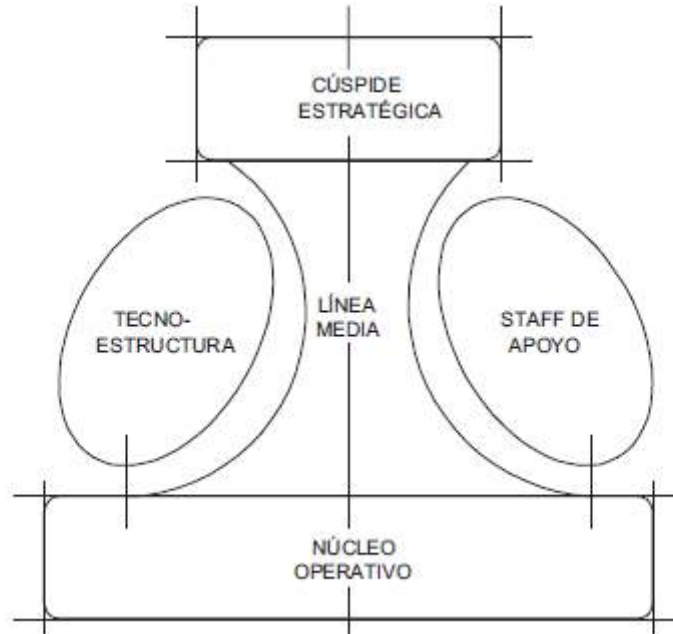 CÚSPIDE
ESTRATÉGICA
TECNO-
ESTRUCTURA
LÍNEA
MEDIA
STAFF DE
APOYO
NÚCLEO
OPERATIVO